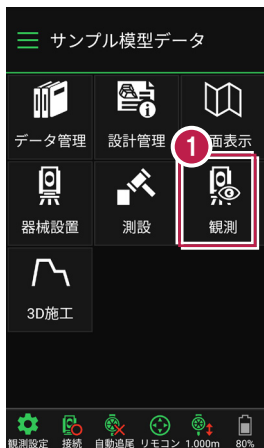 サンプル模型データ
データ管理 設計管理 面表示
1
器械設置 測設 観測
3D施工
観測設定 接続 自動追尾 リモコン 1.000m 80%